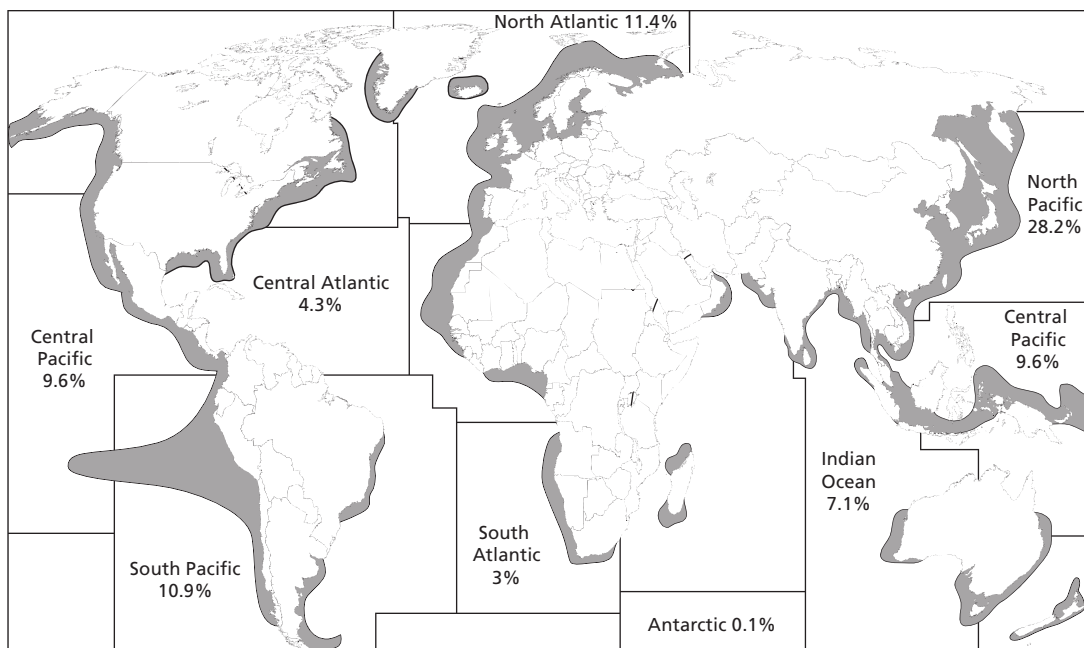 North Atlantic 11.4%
North
Pacific
28.2%
Central Atlantic
4.3%
Central
Pacific
9.6%
Central
Pacific
9.6%
Indian
Ocean
7.1%
South
Atlantic
3%
South Pacific
10.9%
Antarctic 0.1%